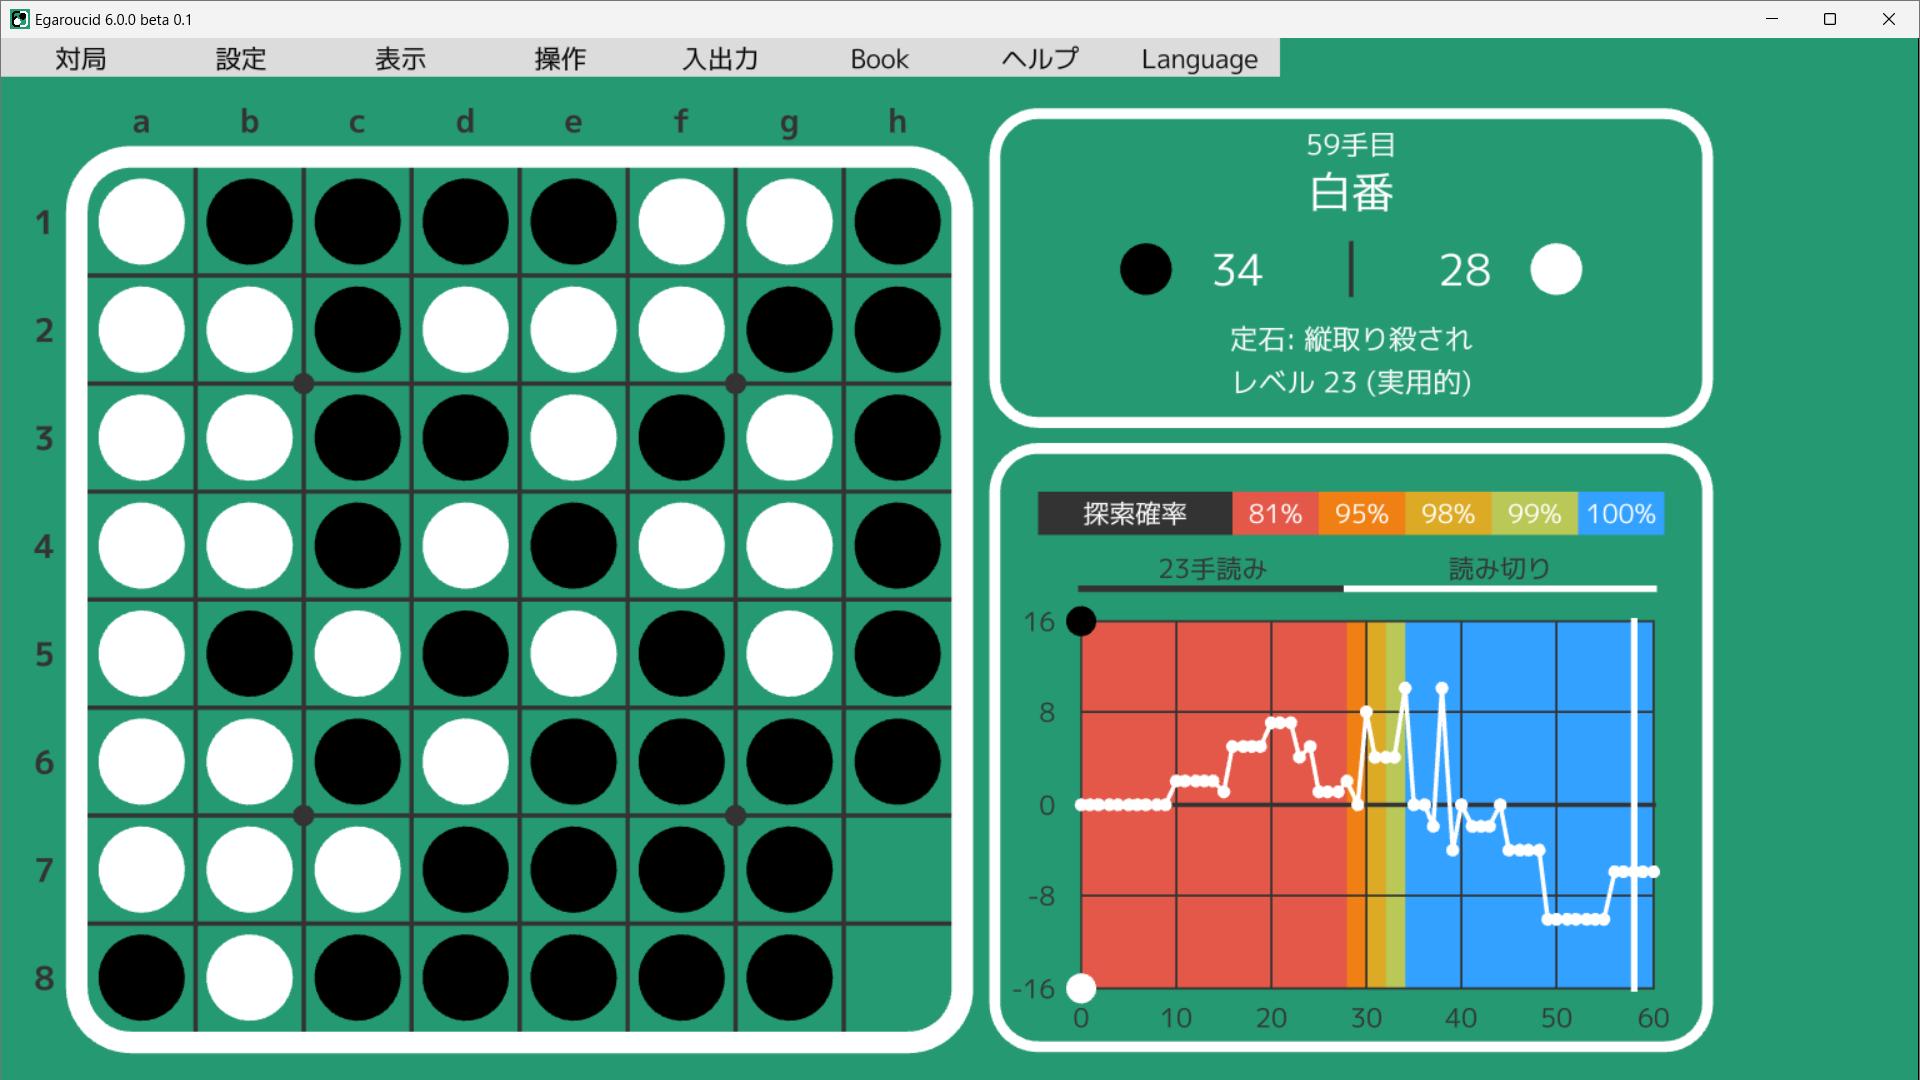 Egaroucid 6.0.0 beta 0.1
対局 設定 表示 操作 入出力 Book ヘルプ Language
a b c d e f g h
1
2
3
4
5
6
7
8
59手目
白番
34 28
定石: 縦取り殺され
レベル 23 (実用的)
探索確率 81% 95% 98% 99% 100%
23手読み 読み切り
16
8
0
-8
-16
0 10 20 30 40 50 60